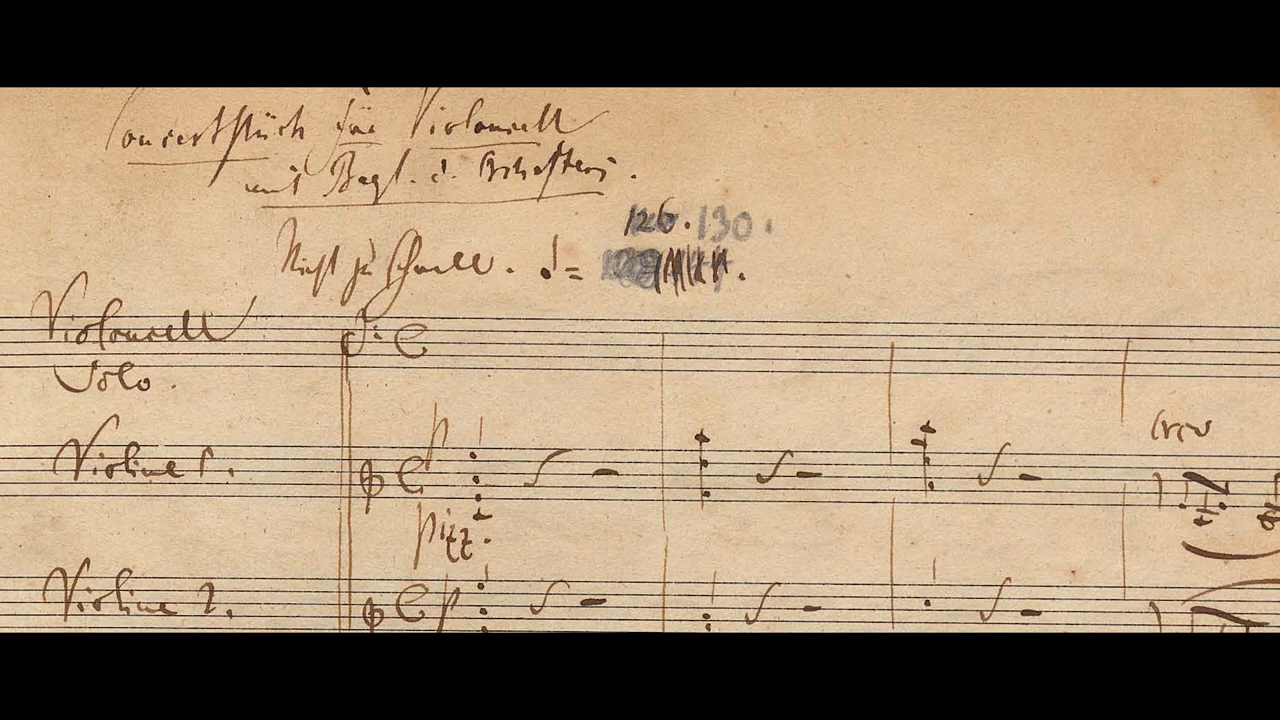 Concertstück für Violoncell
mit Begl. d. Orchesters.
126. 130.
Nicht zu schnell. ♩=
Violoncell
Solo.
Violine 1.
p
pizz.
cresc
Violine 2.
p